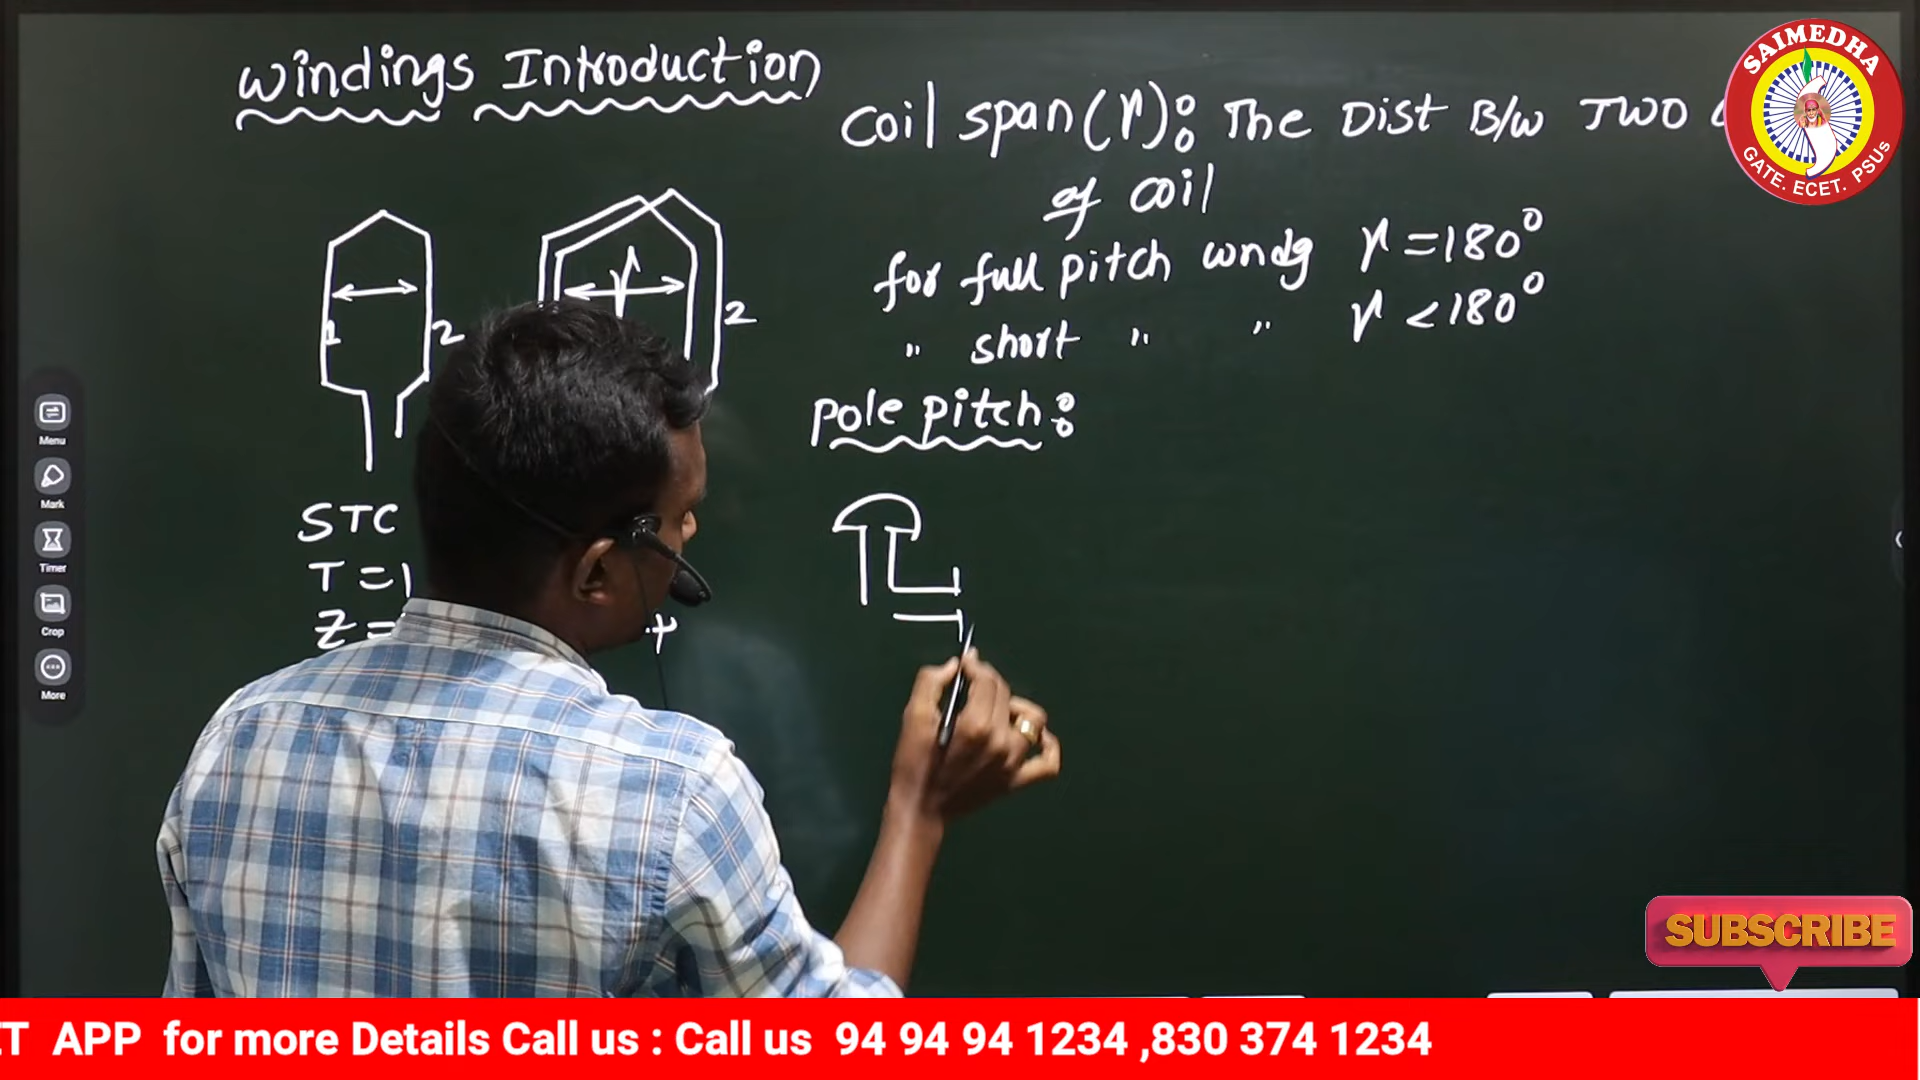 Windings Introduction
Coil span(γ): The Dist B/w TWO
of coil
for full pitch wndg γ = 180°
" short " " γ < 180°
Pole pitch:
1
2
γ
2
STC
T = 1
Z =
SAIMEDHA
GATE. ECET. PSUs
Menu
Mark
Timer
Crop
More
SUBSCRIBE
APP for more Details Call us : Call us 94 94 94 1234 ,830 374 1234